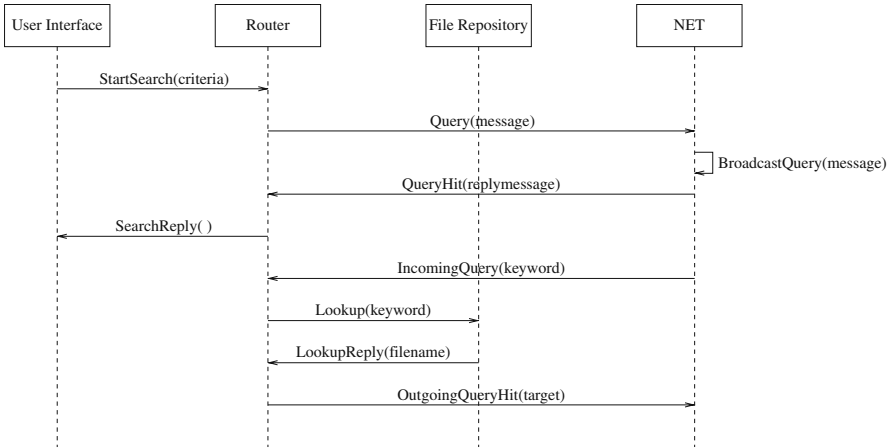 User Interface
Router
File Repository
NET
StartSearch(criteria)
Query(message)
BroadcastQuery(message)
QueryHit(replymessage)
SearchReply( )
IncomingQuery(keyword)
Lookup(keyword)
LookupReply(filename)
OutgoingQueryHit(target)